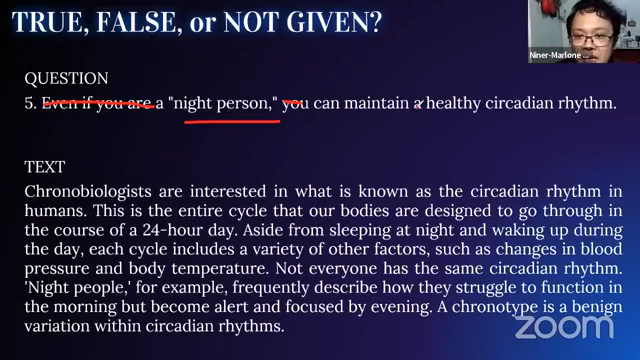 TRUE, FALSE, or NOT GIVEN?
Niner-Marlone
QUESTION
5. Even if you are a "night person," you can maintain a healthy circadian rhythm.
TEXT
Chronobiologists are interested in what is known as the circadian rhythm in
humans. This is the entire cycle that our bodies are designed to go through in
the course of a 24-hour day. Aside from sleeping at night and waking up during
the day, each cycle includes a variety of other factors, such as changes in blood
pressure and body temperature. Not everyone has the same circadian rhythm.
'Night people,' for example, frequently describe how they struggle to function in
the morning but become alert and focused by evening. A chronotype is a benign
variation within circadian rhythms.
zoom